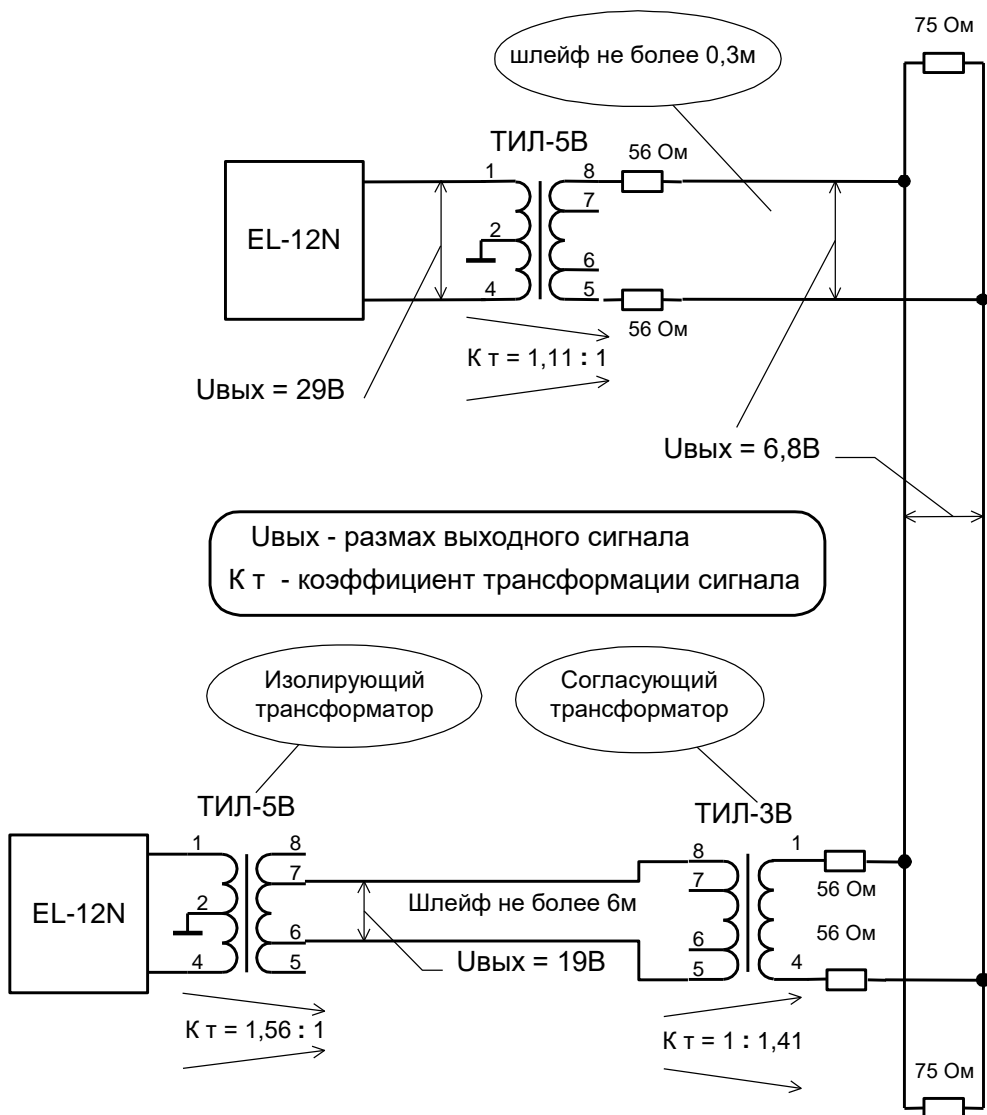 75 Ом
шлейф не более 0,3м
ТИЛ-5В
56 Ом
1
8
7
EL-12N
2
6
4
5
56 Ом
К т = 1,11 : 1
Uвых = 29В
Uвых = 6,8В
Uвых - размах выходного сигнала
К т - коэффициент трансформации сигнала
Изолирующий
трансформатор
Согласующий
трансформатор
ТИЛ-5В
ТИЛ-3В
1
8
7
EL-12N
2
6
4
5
Шлейф не более 6м
Uвых = 19В
8
1
7
56 Ом
56 Ом
6
5
4
К т = 1,56 : 1
К т = 1 : 1,41
75 Ом